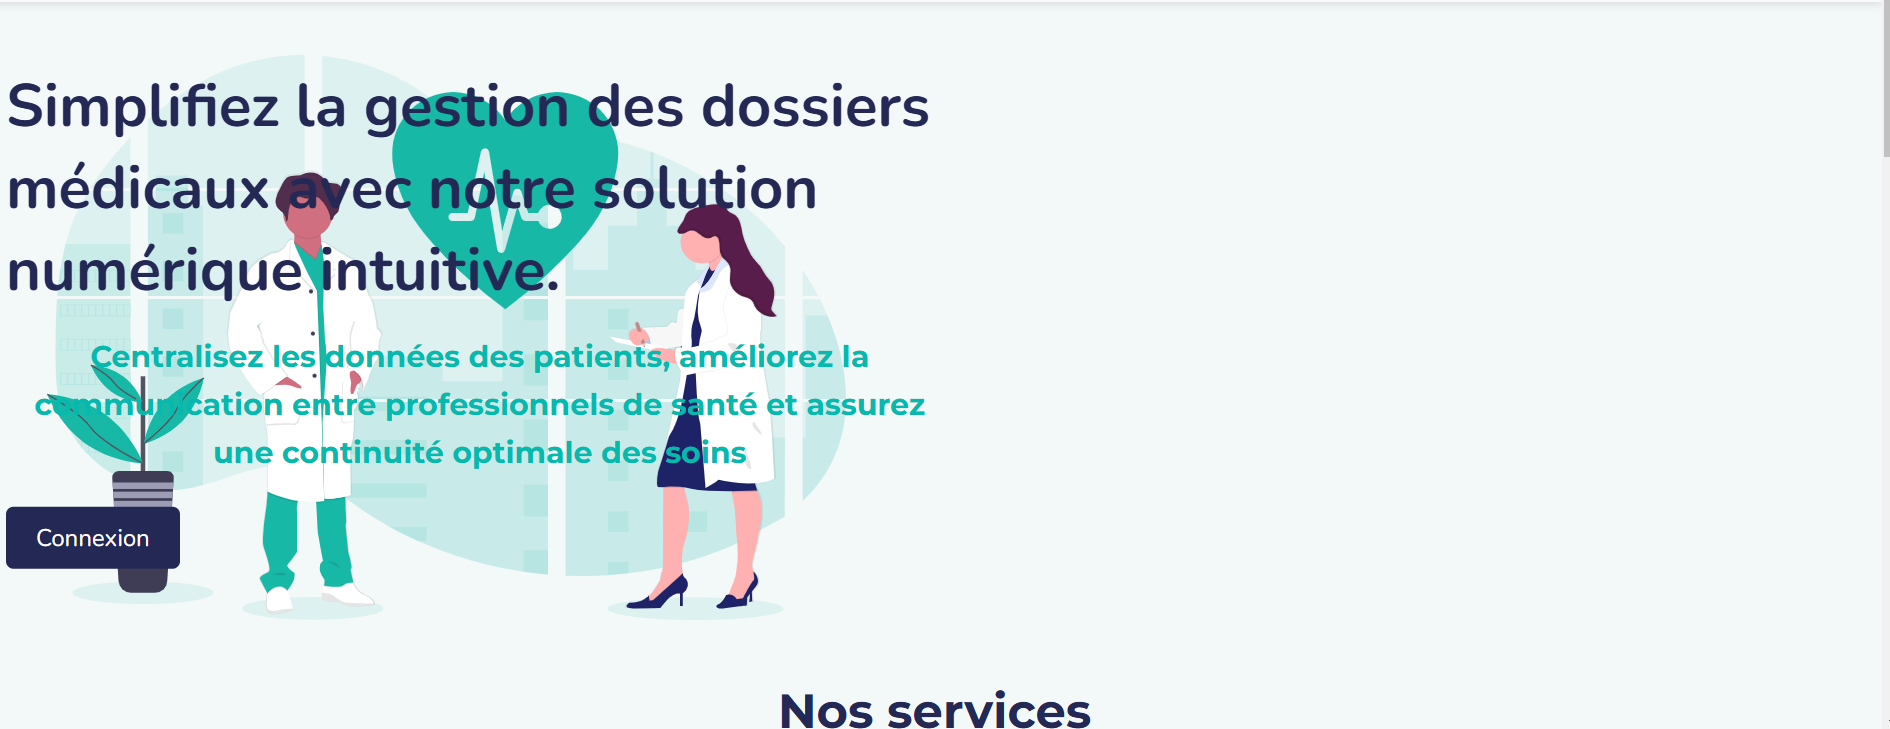 Simplifiez la gestion des dossiers
médicaux avec notre solution
numérique intuitive.
Centralisez les données des patients, améliorez la
communication entre professionnels de santé et assurez
une continuité optimale des soins
Connexion
Nos services